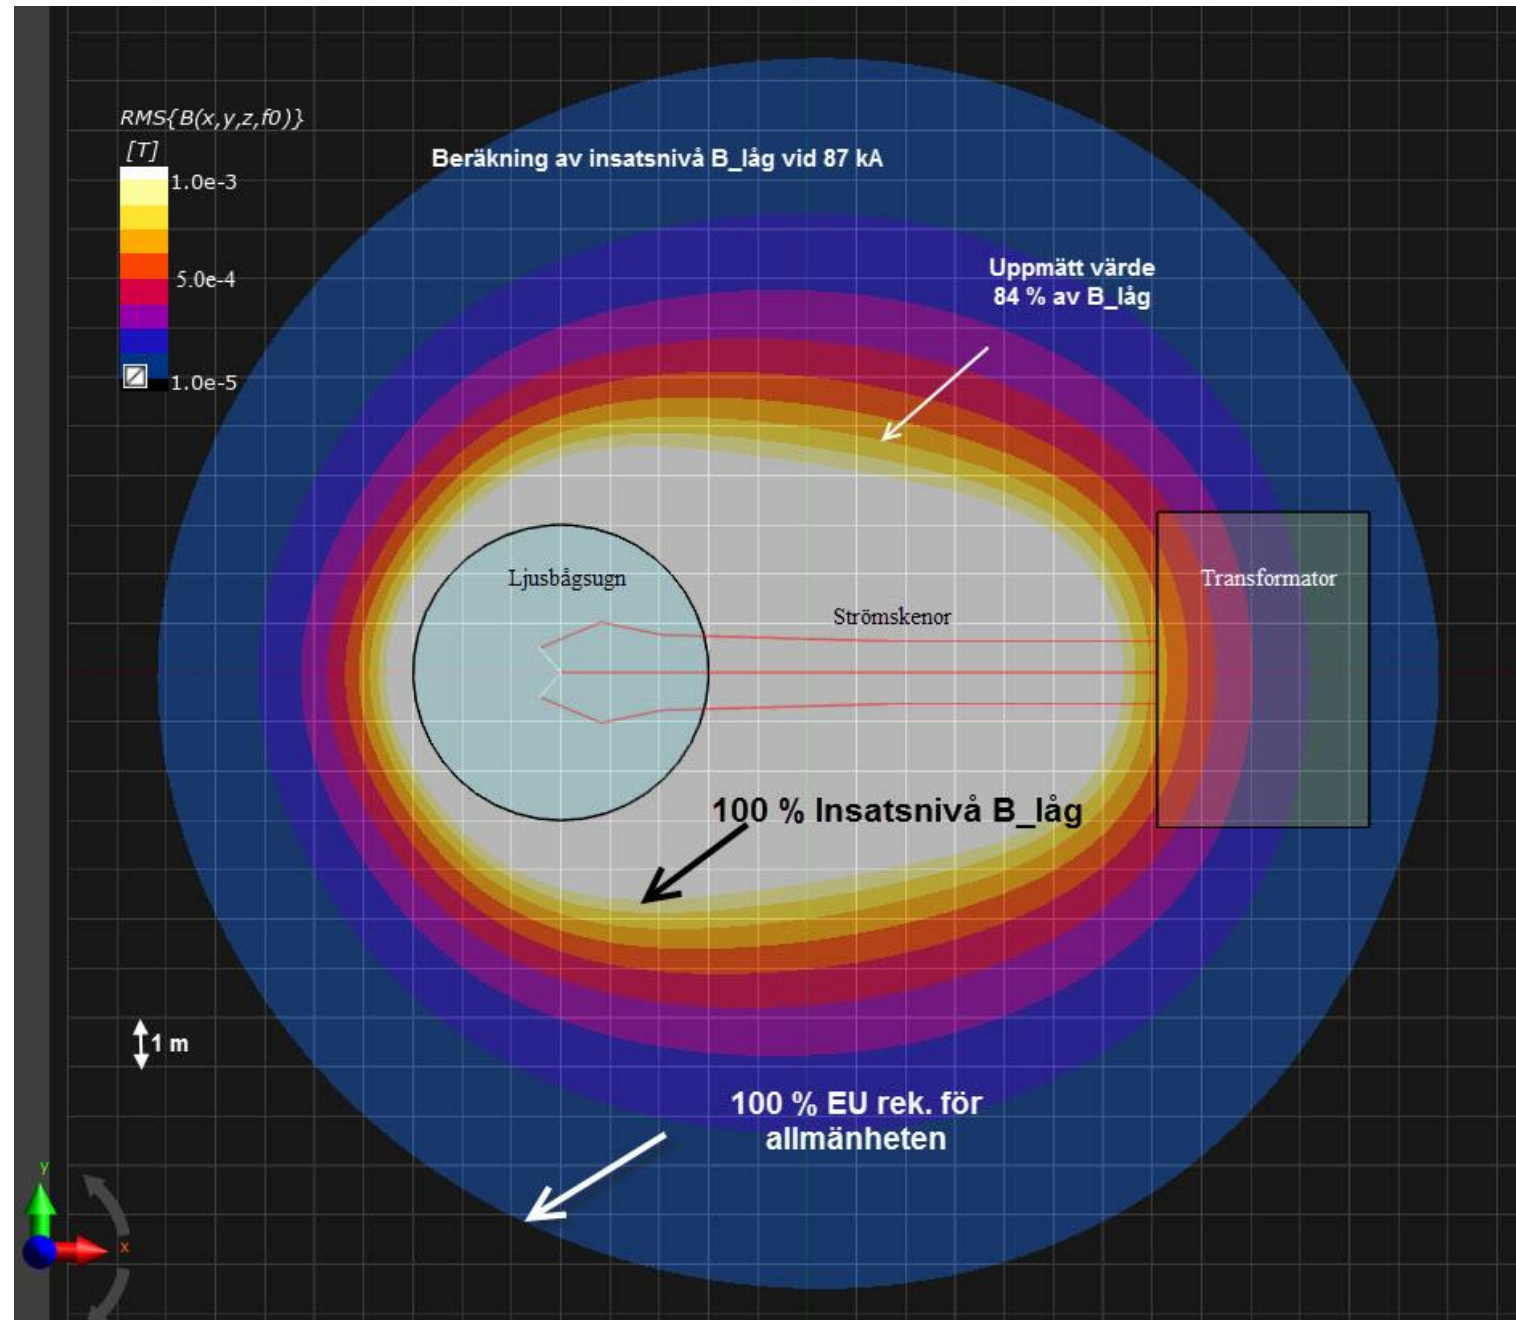 RMS{B(x,y,z,f0)}
[T]
1.0e-3
5.0e-4
1.0e-5
Beräkning av insatsnivå B_låg vid 87 kA
Uppmätt värde
84 % av B_låg
Ljusbågsugn
Transformator
Strömskenor
100 % Insatsnivå B_låg
1 m
100 % EU rek. för
allmänheten
y
x